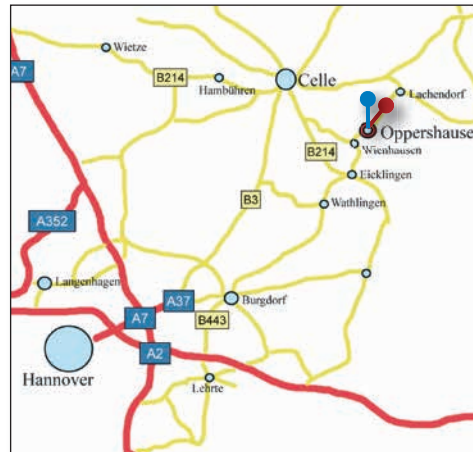 Wietze
A7
B214
Hambühren
Celle
Lachendorf
Oppershause
B214
Wienhausen
Eicklingen
B3
Wathlingen
A352
Langenhagen
A37
Burgdorf
A7
B443
A2
Hannover
Lehrte